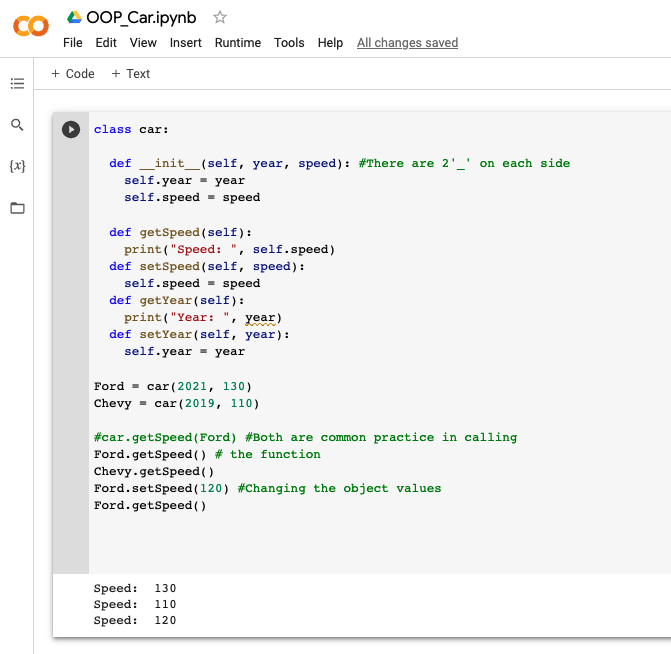 OOP_Car.ipynb
File Edit View Insert Runtime Tools Help All changes saved
+ Code + Text
{x}
class car:
def __init__(self, year, speed): #There are 2'_' on each side
self.year = year
self.speed = speed
def getSpeed(self):
print("Speed: ", self.speed)
def setSpeed(self, speed):
self.speed = speed
def getYear(self):
print("Year: ", year)
def setYear(self, year):
self.year = year
Ford = car(2021, 130)
Chevy = car(2019, 110)
#car.getSpeed(Ford) #Both are common practice in calling
Ford.getSpeed() # the function
Chevy.getSpeed()
Ford.setSpeed(120) #Changing the object values
Ford.getSpeed()
Speed:  130
Speed:  110
Speed:  120